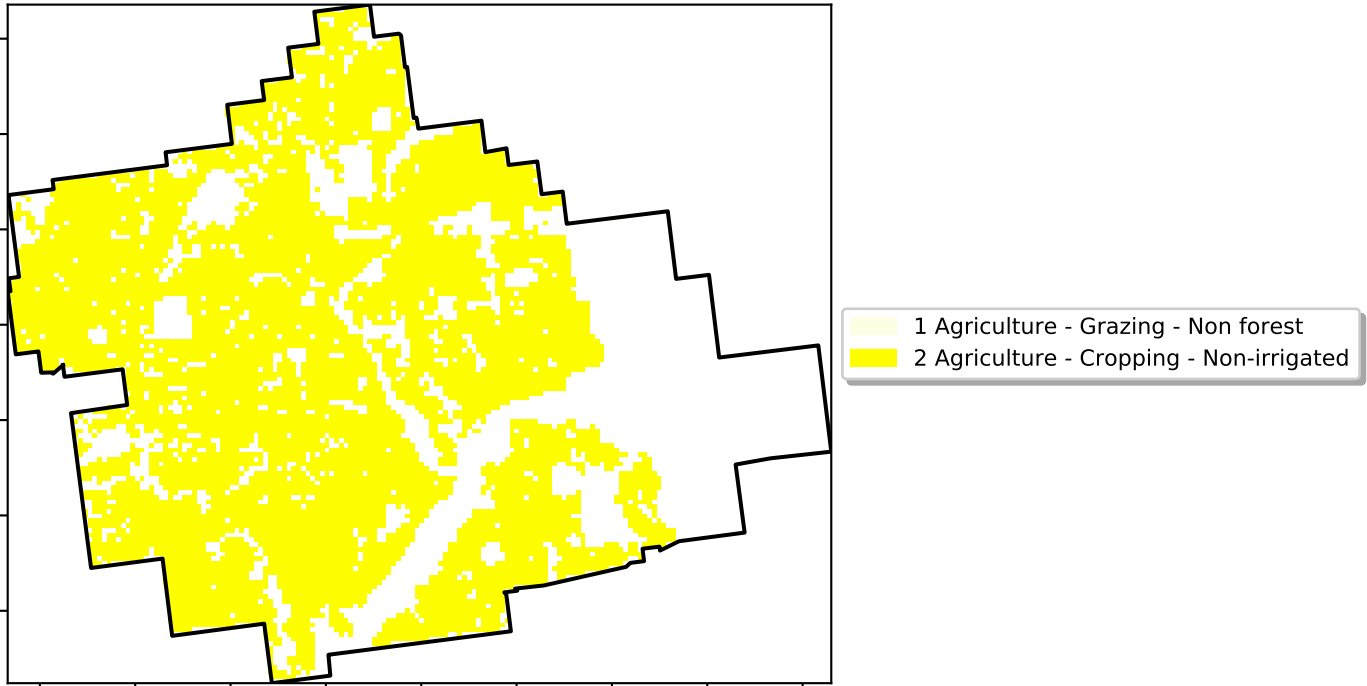 1 Agriculture - Grazing - Non forest
2 Agriculture - Cropping - Non-irrigated